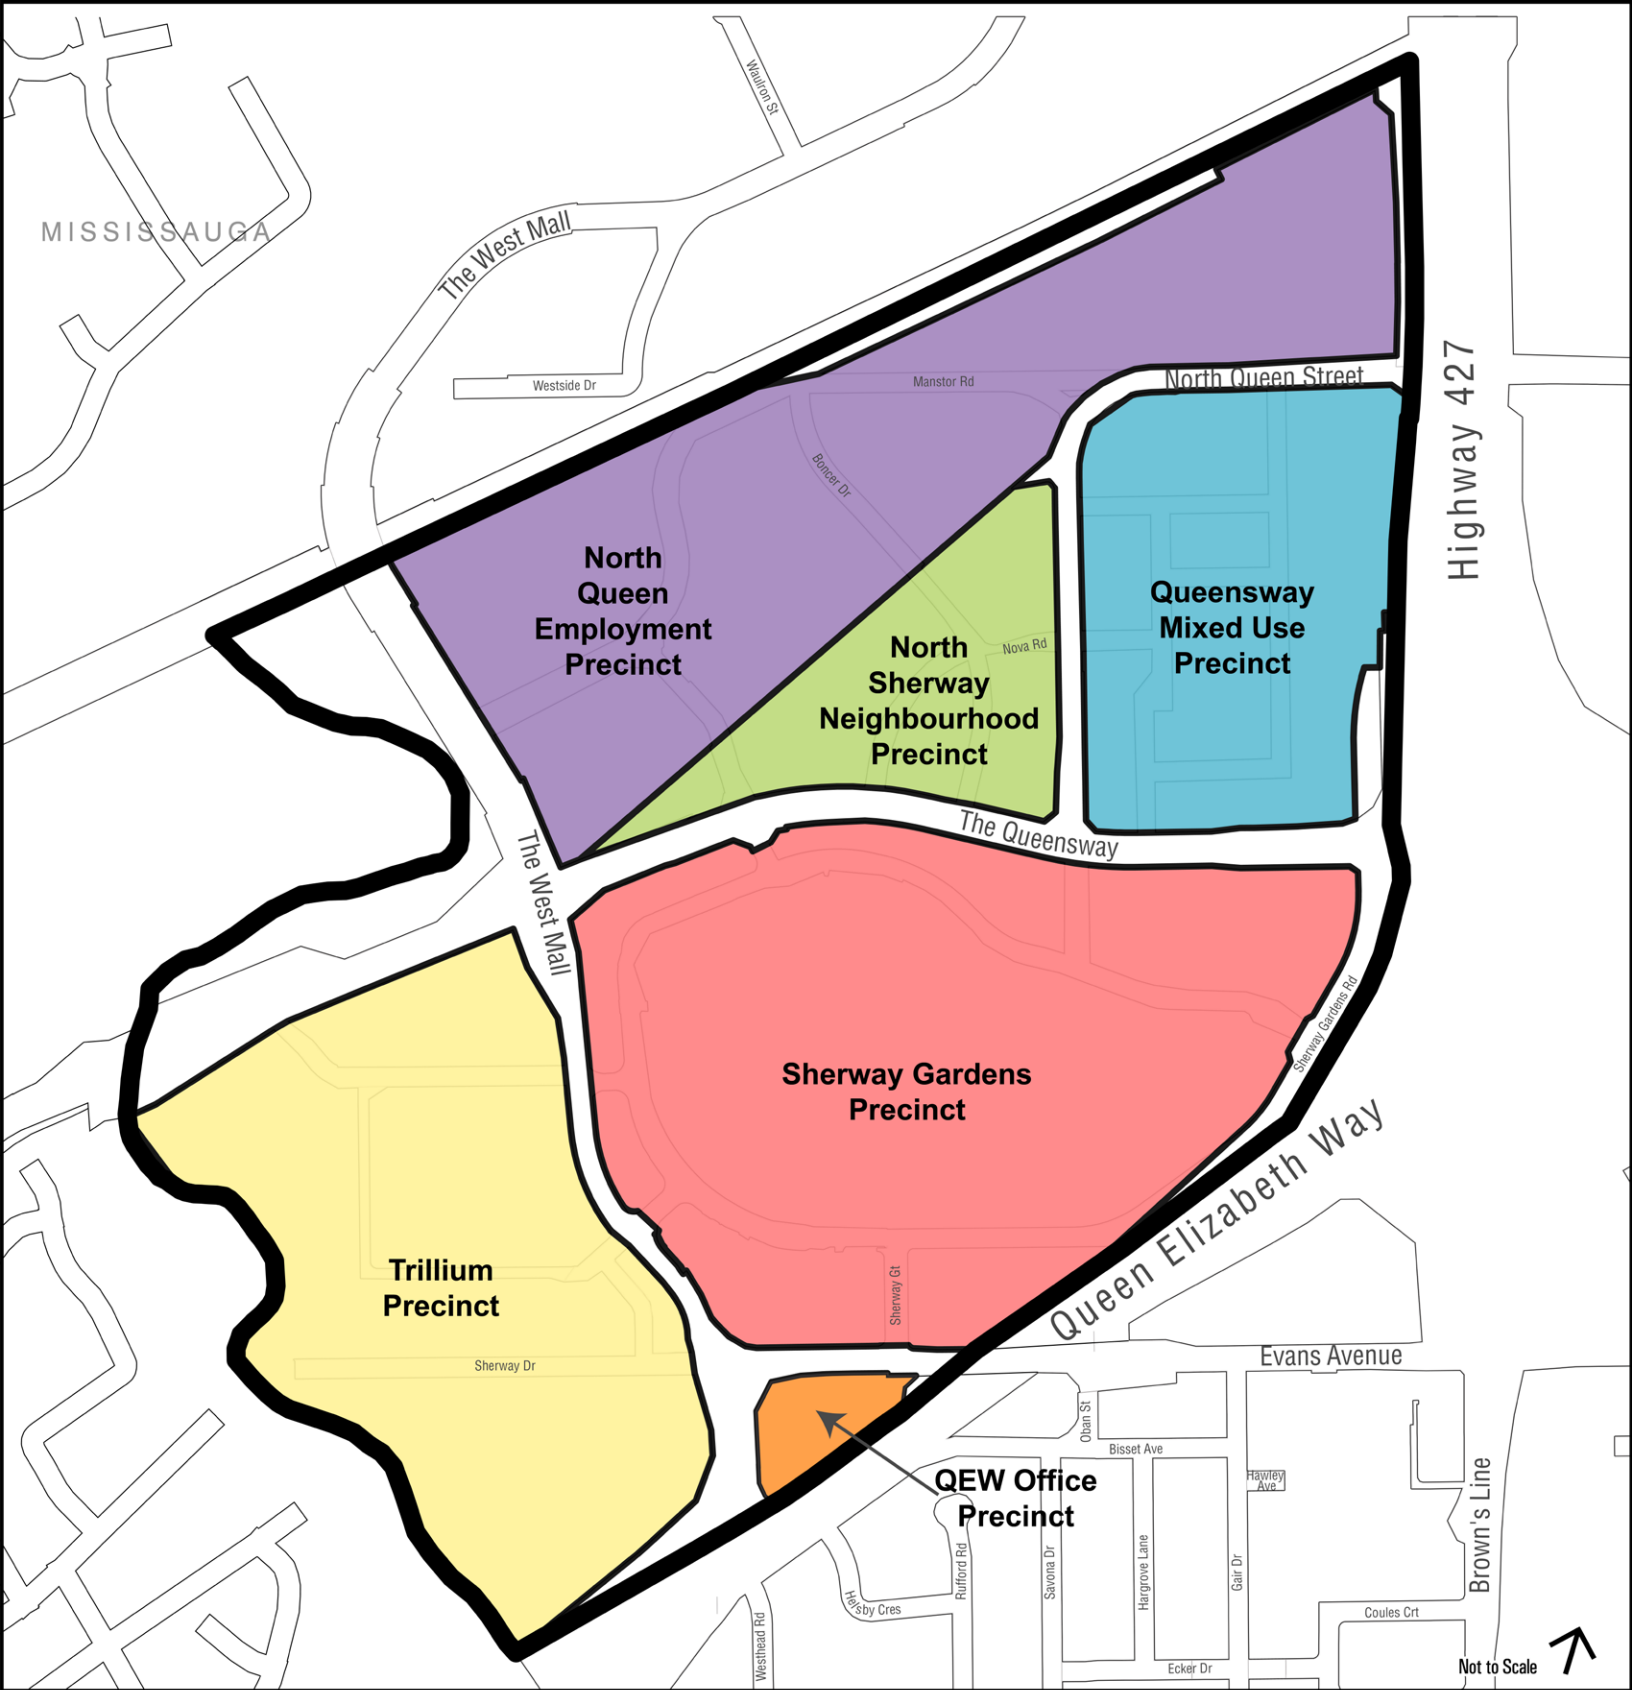 Waulron St
The West Mall
MISSISSAUGA
Westside Dr
Manstor Rd
North Queen Street
Highway 427
Boncer Dr
North
Queen
Employment
Precinct
Queensway
Mixed Use
Precinct
Nova Rd
North
Sherway
Neighbourhood
Precinct
The Queensway
The West Mall
Sherway Gardens Rd
Sherway Gardens
Precinct
Queen Elizabeth Way
Trillium
Precinct
Sherway Gt
Sherway Dr
Evans Avenue
Oban St
Bisset Ave
QEW Office
Precinct
Hawley
Ave
Brown's Line
Rufford Rd
Savona Dr
Hargrove Lane
Gair Dr
Helsby Cres
Coules Crt
Westhead Rd
Ecker Dr
Not to Scale